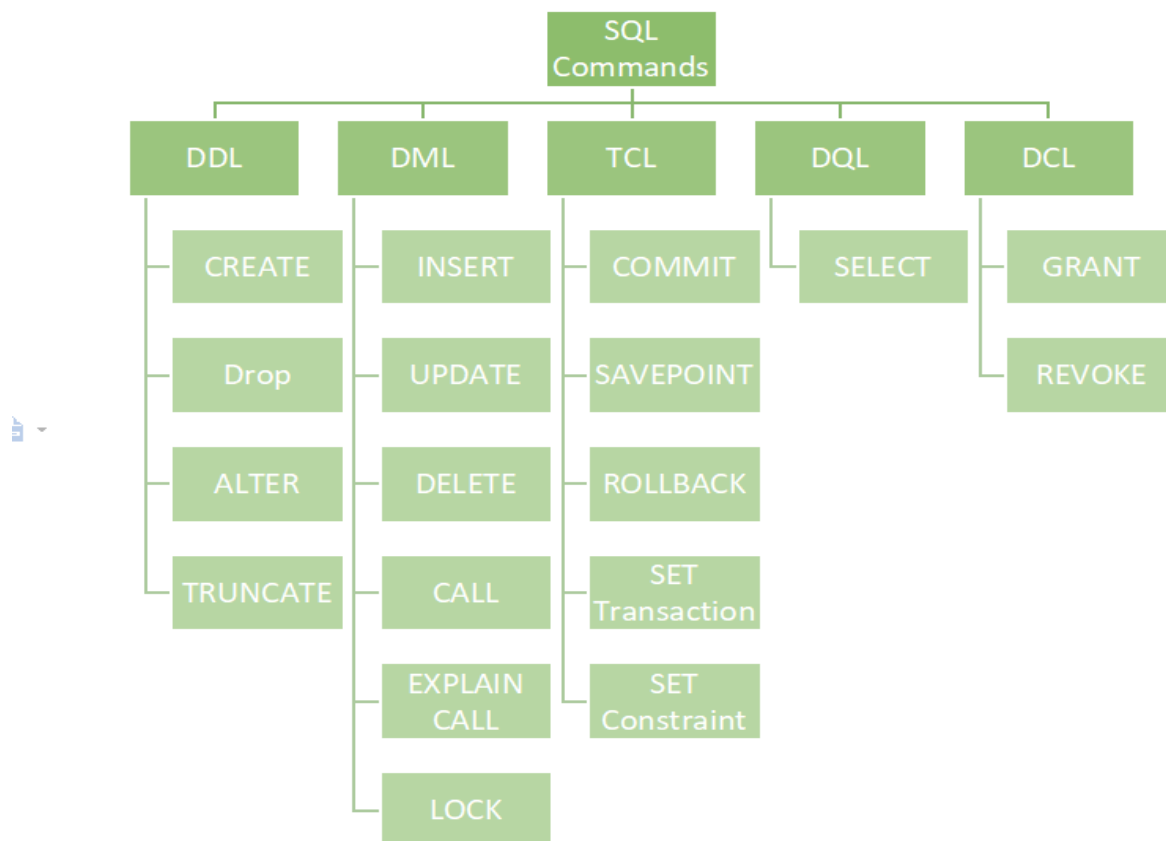 SQL
Commands
DDL
DML
TCL
DQL
DCL
CREATE
INSERT
COMMIT
SELECT
GRANT
Drop
UPDATE
SAVEPOINT
REVOKE
ALTER
DELETE
ROLLBACK
TRUNCATE
CALL
SET
Transaction
EXPLAIN
CALL
SET
Constraint
LOCK